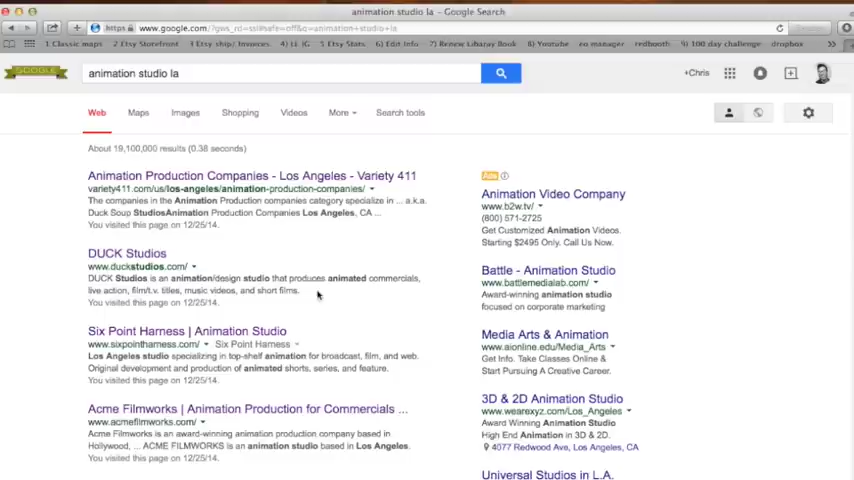 animation studio la - Google Search
https www.google.com/?gws_rd=ssl#safe=off&q=animation+studio+la
1 Classic maps 2 Etsy Storefront 3 Etsy ship/ Invoices 4) Li IG 5 Etsy Stats 6) Edit Info 7) Renew Libarzy Book 8) Youtube eo manager redbooth 9) 100 day challenge dropbox
animation studio la
+Chris
Web Maps Images Shopping Videos More Search tools
About 19,100,000 results (0.38 seconds)
Animation Production Companies - Los Angeles - Variety 411
variety411.com/us/los-angeles/animation-production-companies/
The companies in the Animation Production Companies category specialize in ... a.k.a.
Duck Soup StudiosAnimation Production Companies Los Angeles, CA ...
You visited this page on 12/25/14.
DUCK Studios
www.duckstudios.com/
DUCK Studios is an animation/design studio that produces animated commercials,
live action, film/t.v. titles, music videos, and short films.
You visited this page on 12/25/14.
Six Point Harness | Animation Studio
www.sixpointharness.com/ Six Point Harness
Los Angeles studio specializing in top-shelf animation for broadcast, film, and web.
Original development and production of animated shorts, series, and feature.
You visited this page on 12/25/14.
Acme Filmworks | Animation Production for Commercials ...
www.acmefilmworks.com/
Acme Filmworks is an award-winning animation production company based in
Hollywood, ... ACME FILMWORKS is an animation studio based in Los Angeles.
You visited this page on 12/25/14.
Ads
Animation Video Company
www.b2w.tv/
(800) 571-2725
Get Customized Animation Videos.
Starting $2495 Only. Call Us Now.
Battle - Animation Studio
www.battlemedialab.com/
Award-winning animation studio
focused on corporate marketing
Media Arts & Animation
www.aionline.edu/Media_Arts
Get Info. Take Classes Online &
Start Pursuing A Creative Career.
3D & 2D Animation Studio
www.wearexyz.com/Los_Angeles
Award Winning Animation Studio
High End Animation in 3D & 2D.
4077 Redwood Ave, Los Angeles, CA
Universal Studios in L.A.